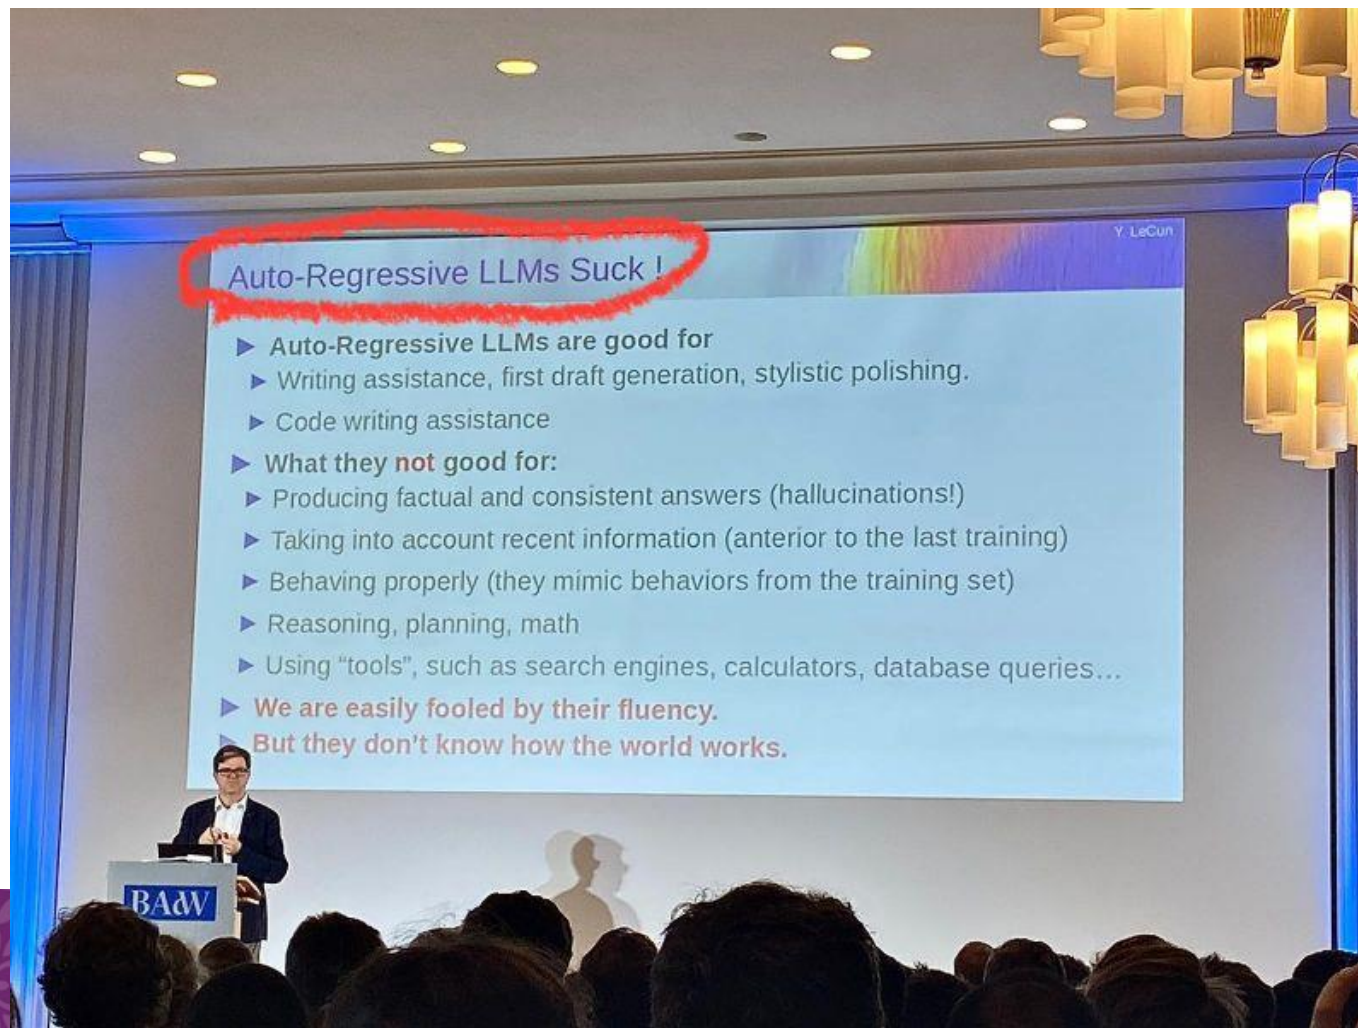 Y. LeCun
Auto-Regressive LLMs Suck !
▶ Auto-Regressive LLMs are good for
▶ Writing assistance, first draft generation, stylistic polishing.
▶ Code writing assistance
▶ What they not good for:
▶ Producing factual and consistent answers (hallucinations!)
▶ Taking into account recent information (anterior to the last training)
▶ Behaving properly (they mimic behaviors from the training set)
▶ Reasoning, planning, math
▶ Using “tools”, such as search engines, calculators, database queries…
▶ We are easily fooled by their fluency.
▶ But they don’t know how the world works.
BAdW